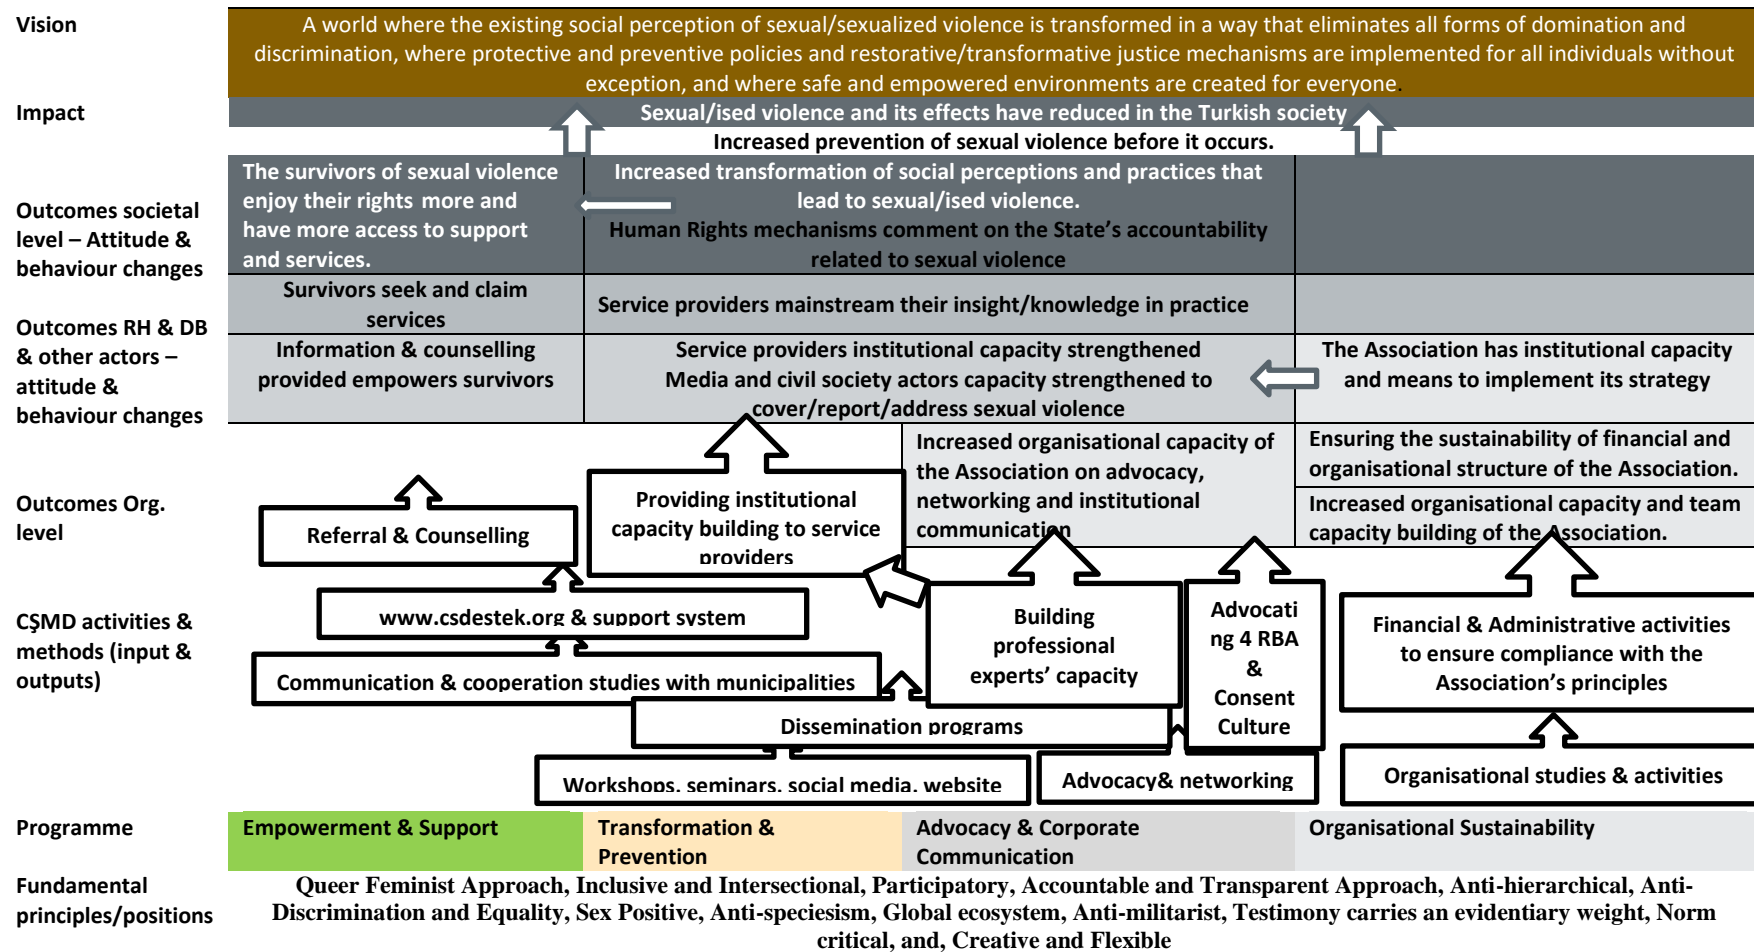 Vision
A world where the existing social perception of sexual/sexualized violence is transformed in a way that eliminates all forms of domination and
discrimination, where protective and preventive policies and restorative/transformative justice mechanisms are implemented for all individuals without
exception, and where safe and empowered environments are created for everyone.
Impact
Sexual/ised violence and its effects have reduced in the Turkish society
Increased prevention of sexual violence before it occurs.
Outcomes societal
level – Attitude &
behaviour changes
The survivors of sexual violence
enjoy their rights more and
have more access to support
and services.
Increased transformation of social perceptions and practices that
lead to sexual/ised violence.
Human Rights mechanisms comment on the State's accountability
related to sexual violence
Outcomes RH & DB
& other actors –
attitude &
behaviour changes
Survivors seek and claim
services
Service providers mainstream their insight/knowledge in practice
Information & counselling
provided empowers survivors
Service providers institutional capacity strengthened
Media and civil society actors capacity strengthened to
cover/report/address sexual violence
The Association has institutional capacity
and means to implement its strategy
Outcomes Org.
level
Referral & Counselling
Providing institutional
capacity building to service
providers
Increased organisational capacity of
the Association on advocacy,
networking and institutional
communication
Ensuring the sustainability of financial and
organisational structure of the Association.
Increased organisational capacity and team
capacity building of the Association.
CŞMD activities &
methods (input &
outputs)
www.csdestek.org & support system
Communication & cooperation studies with municipalities
Building
professional
experts' capacity
Advocati
ng 4 RBA
&
Consent
Culture
Financial & Administrative activities
to ensure compliance with the
Association's principles
Dissemination programs
Workshops, seminars, social media, website
Advocacy& networking
Organisational studies & activities
Programme
Empowerment & Support
Transformation &
Prevention
Advocacy & Corporate
Communication
Organisational Sustainability
Fundamental
principles/positions
Queer Feminist Approach, Inclusive and Intersectional, Participatory, Accountable and Transparent Approach, Anti-hierarchical, Anti-
Discrimination and Equality, Sex Positive, Anti-speciesism, Global ecosystem, Anti-militarist, Testimony carries an evidentiary weight, Norm
critical, and, Creative and Flexible